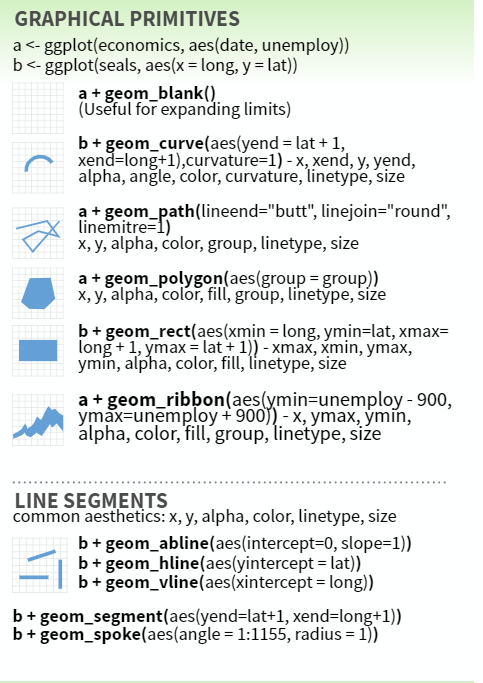 GRAPHICAL PRIMITIVES
a <- ggplot(economics, aes(date, unemploy))
b <- ggplot(seals, aes(x = long, y = lat))
a + geom_blank()
(Useful for expanding limits)
b + geom_curve(aes(yend = lat + 1,
xend=long+1),curvature=1) - x, xend, y, yend,
alpha, angle, color, curvature, linetype, size
a + geom_path(lineend="butt", linejoin="round",
linemitre=1)
x, y, alpha, color, group, linetype, size
a + geom_polygon(aes(group = group))
x, y, alpha, color, fill, group, linetype, size
b + geom_rect(aes(xmin = long, ymin=lat, xmax=
long + 1, ymax = lat + 1)) - xmax, xmin, ymax,
ymin, alpha, color, fill, linetype, size
a + geom_ribbon(aes(ymin=unemploy - 900,
ymax=unemploy + 900)) - x, ymax, ymin,
alpha, color, fill, group, linetype, size
LINE SEGMENTS
common aesthetics: x, y, alpha, color, linetype, size
b + geom_abline(aes(intercept=0, slope=1))
b + geom_hline(aes(yintercept = lat))
b + geom_vline(aes(xintercept = long))
b + geom_segment(aes(yend=lat+1, xend=long+1))
b + geom_spoke(aes(angle = 1:1155, radius = 1))